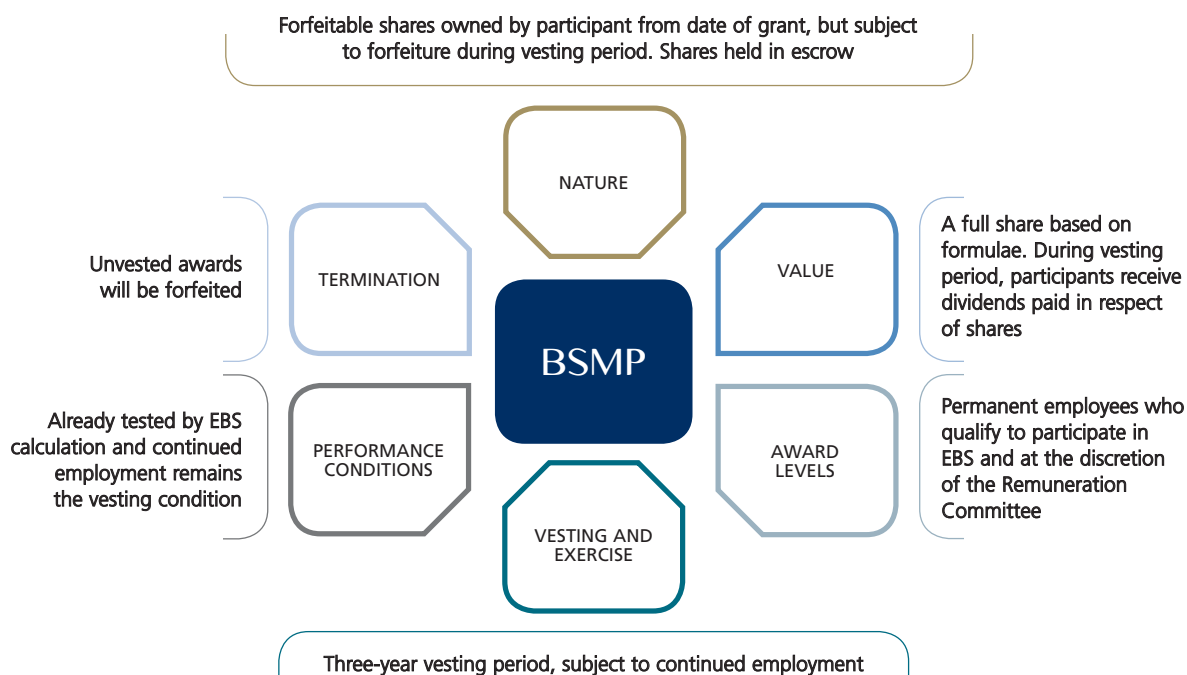 Forfeitable shares owned by participant from date of grant, but subject
to forfeiture during vesting period. Shares held in escrow
NATURE
Unvested awards
will be forfeited
TERMINATION
VALUE
A full share based on
formulae. During vesting
period, participants receive
dividends paid in respect
of shares
BSMP
Already tested by EBS
calculation and continued
employment remains
the vesting condition
PERFORMANCE
CONDITIONS
AWARD
LEVELS
Permanent employees who
qualify to participate in
EBS and at the discretion
of the Remuneration
Committee
VESTING AND
EXERCISE
Three-year vesting period, subject to continued employment